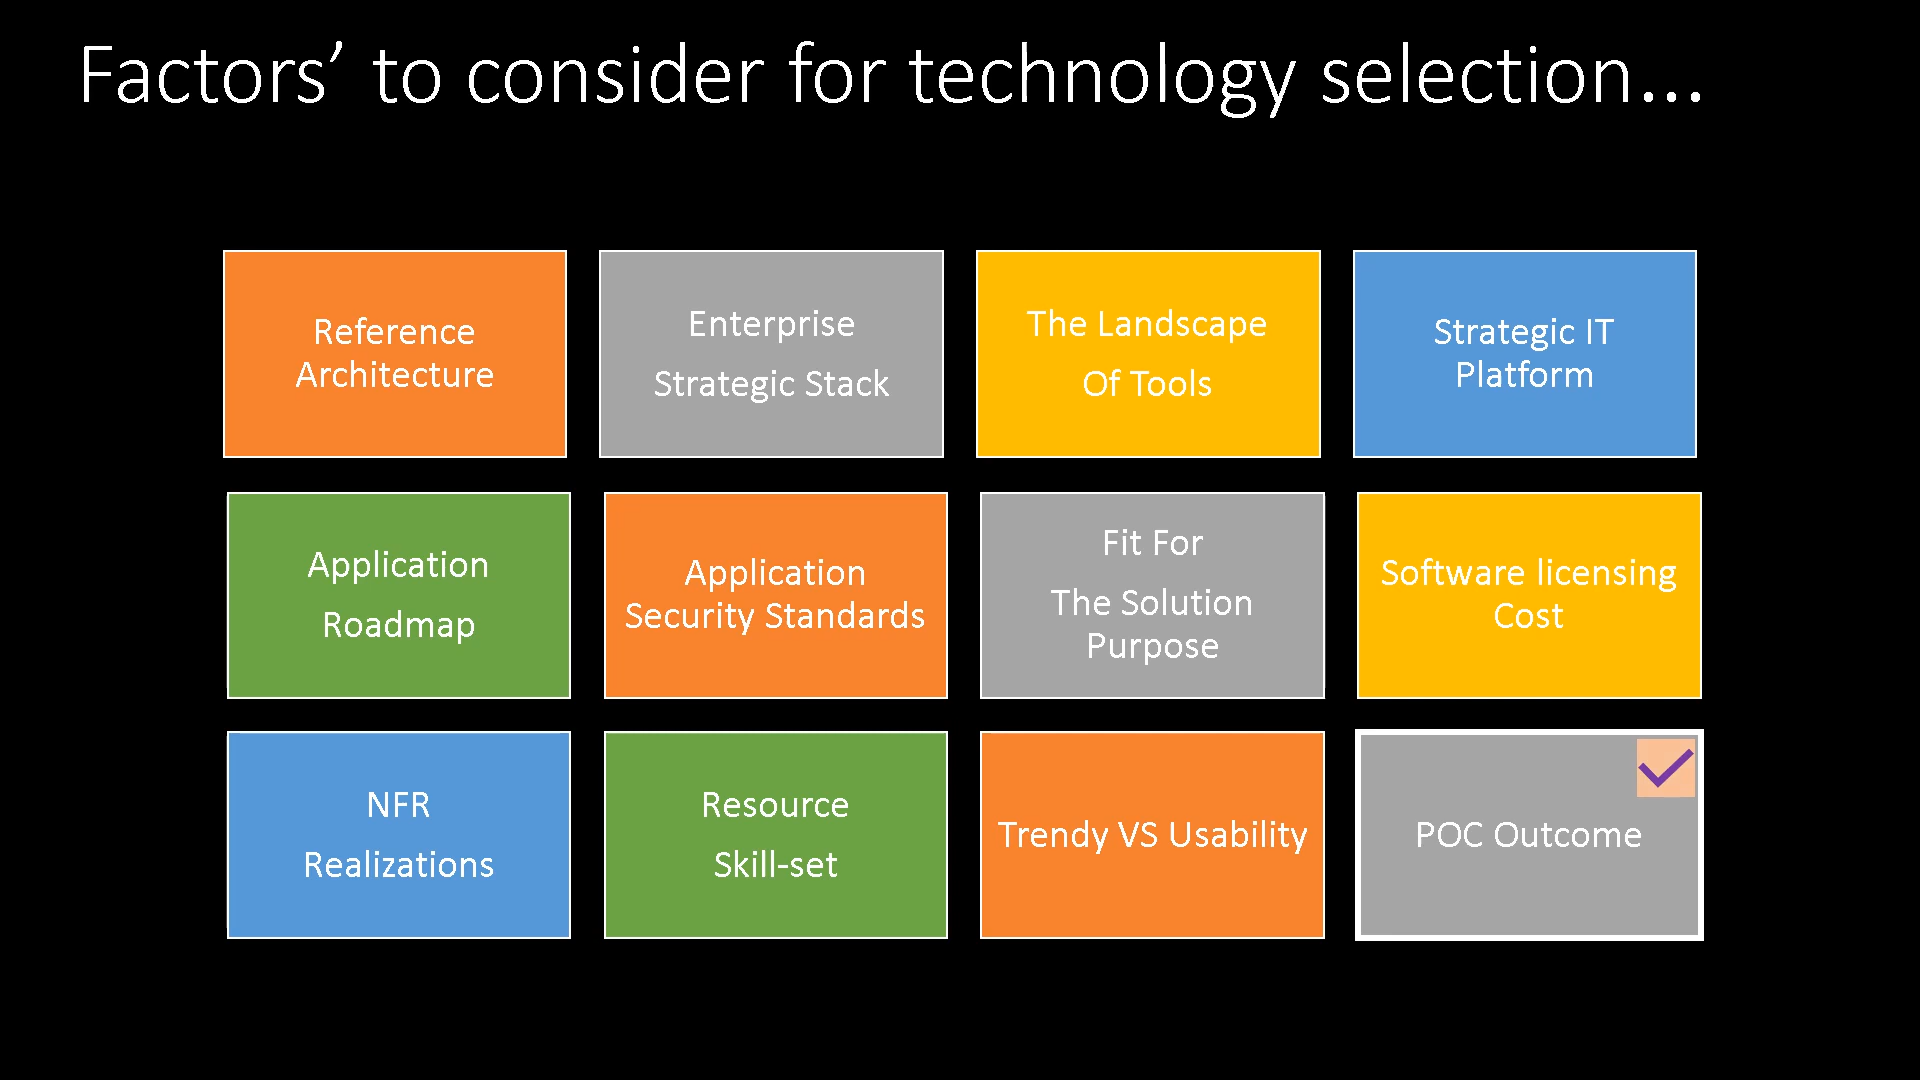 Factors’ to consider for technology selection...
Reference
Architecture
Enterprise
Strategic Stack
The Landscape
Of Tools
Strategic IT
Platform
Application
Roadmap
Application
Security Standards
Fit For
The Solution
Purpose
Software licensing
Cost
NFR
Realizations
Resource
Skill-set
Trendy VS Usability
POC Outcome